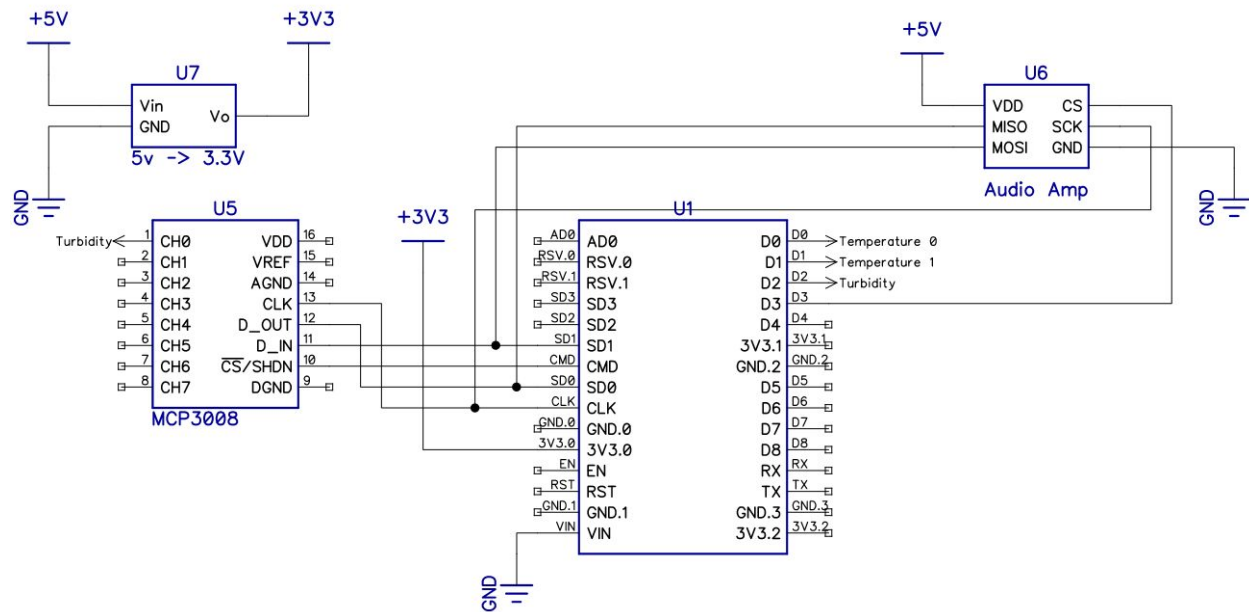 +5V
+3V3
U7
Vin
GND
Vo
5v -> 3.3V
GND
+5V
U6
VDD
MISO
MOSI
CS
SCK
GND
Audio Amp
GND
U5
Turbidity
1 CH0 VDD 16
2 CH1 VREF 15
3 CH2 AGND 14
4 CH3 CLK 13
5 CH4 D_OUT 12
6 CH5 D_IN 11
7 CH6 CS/SHDN 10
8 CH7 DGND 9
MCP3008
+3V3
U1
AD0 AD0 D0 D0 Temperature 0
RSV.0 RSV.0 D1 D1 Temperature 1
RSV.1 RSV.1 D2 D2 Turbidity
SD3 SD3 D3 D3
SD2 SD2 D4 D4
SD1 SD1 3V3.1 3V3.1
CMD CMD GND.2 GND.2
SD0 SD0 D5 D5
CLK CLK D6 D6
GND.0 GND.0 D7 D7
3V3.0 3V3.0 D8 D8
EN EN RX RX
RST RST TX TX
GND.1 GND.1 GND.3 GND.3
VIN VIN 3V3.2 3V3.2
GND